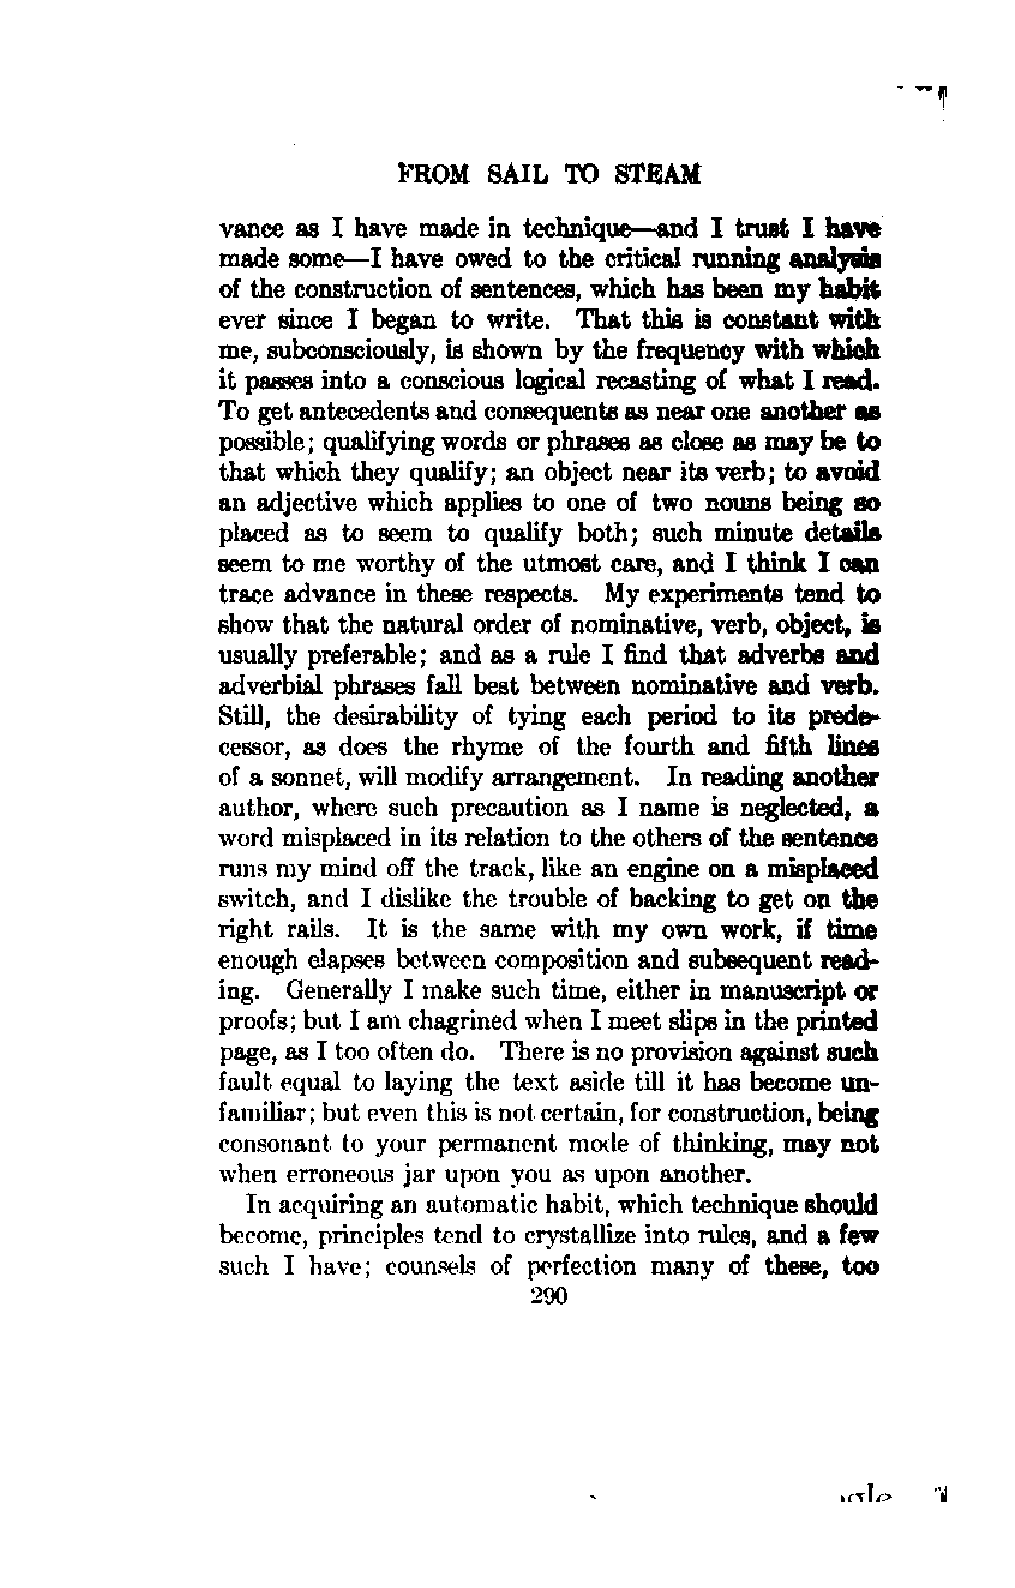 FROM SAIL TO STEAM
vance as I have made in technique—and I trust I have
made some—I have owed to the critical running analysis
of the construction of sentences, which has been my habit
ever since I began to write. That this is constant with
me, subconsciously, is shown by the frequency with which
it passes into a conscious logical recasting of what I read.
To get antecedents and consequents as near one another as
possible; qualifying words or phrases as close as may be to
that which they qualify; an object near its verb; to avoid
an adjective which applies to one of two nouns being so
placed as to seem to qualify both; such minute details
seem to me worthy of the utmost care, and I think I can
trace advance in these respects. My experiments tend to
show that the natural order of nominative, verb, object, is
usually preferable; and as a rule I find that adverbs and
adverbial phrases fall best between nominative and verb.
Still, the desirability of tying each period to its prede-
cessor, as does the rhyme of the fourth and fifth lines
of a sonnet, will modify arrangement. In reading another
author, where such precaution as I name is neglected, a
word misplaced in its relation to the others of the sentence
runs my mind off the track, like an engine on a misplaced
switch, and I dislike the trouble of backing to get on the
right rails. It is the same with my own work, if time
enough elapses between composition and subsequent read-
ing. Generally I make such time, either in manuscript or
proofs; but I am chagrined when I meet slips in the printed
page, as I too often do. There is no provision against such
fault equal to laying the text aside till it has become un-
familiar; but even this is not certain, for construction, being
consonant to your permanent mode of thinking, may not
when erroneous jar upon you as upon another.
In acquiring an automatic habit, which technique should
become, principles tend to crystallize into rules, and a few
such I have; counsels of perfection many of these, too
290